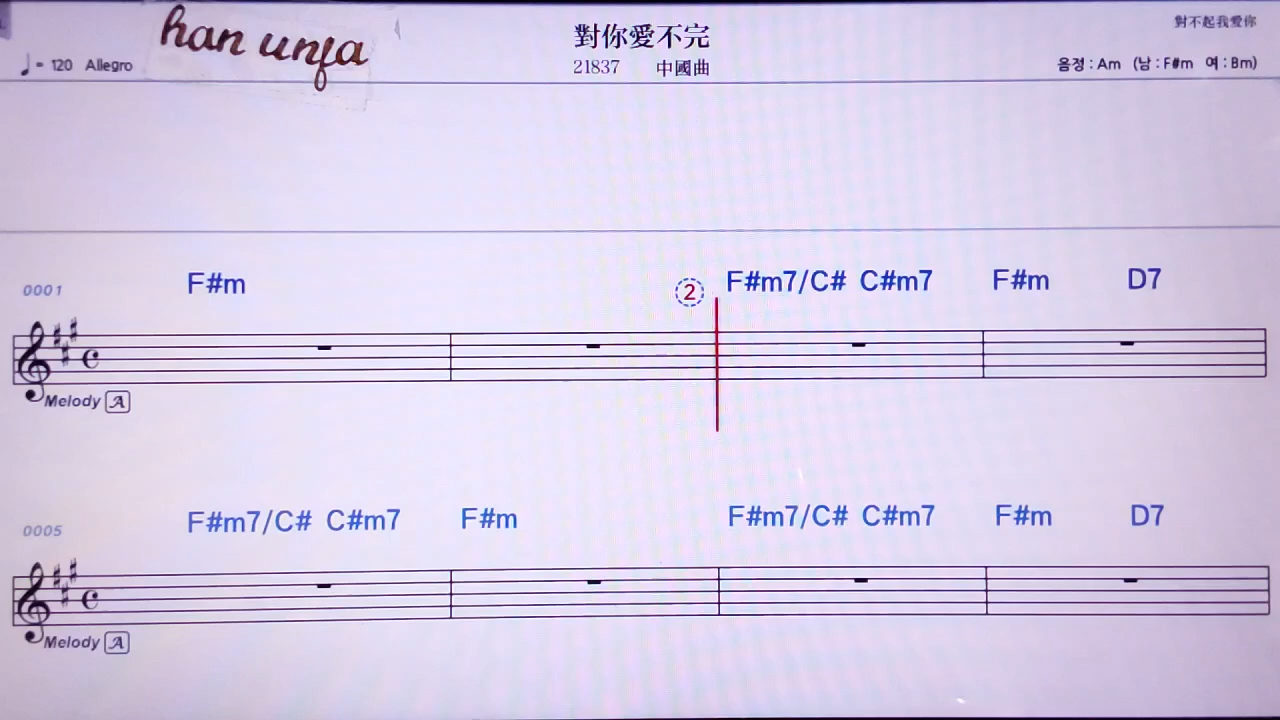 han unfa
對你愛不完
對不起我愛你
♩= 120 Allegro
21837 中國曲
음정 : Am (남 : F#m 여 : Bm)
0001 F#m ② F#m7/C# C#m7 F#m D7
Melody A
0005 F#m7/C# C#m7 F#m F#m7/C# C#m7 F#m D7
Melody A